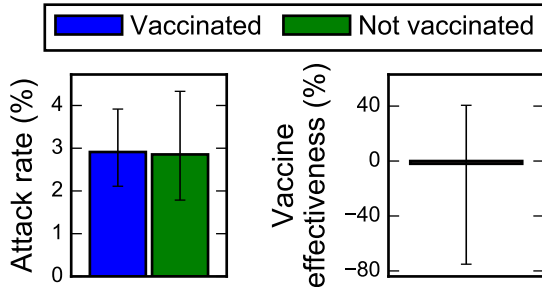 Vaccinated
Not vaccinated
Attack rate (%)
4
3
2
1
0
Vaccine
effectiveness (%)
40
0
−40
−80